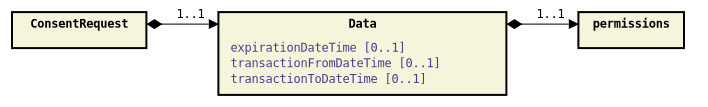 ConsentRequest
1..1
Data
expirationDateTime [0..1]
transactionFromDateTime [0..1]
transactionToDateTime [0..1]
1..1
permissions